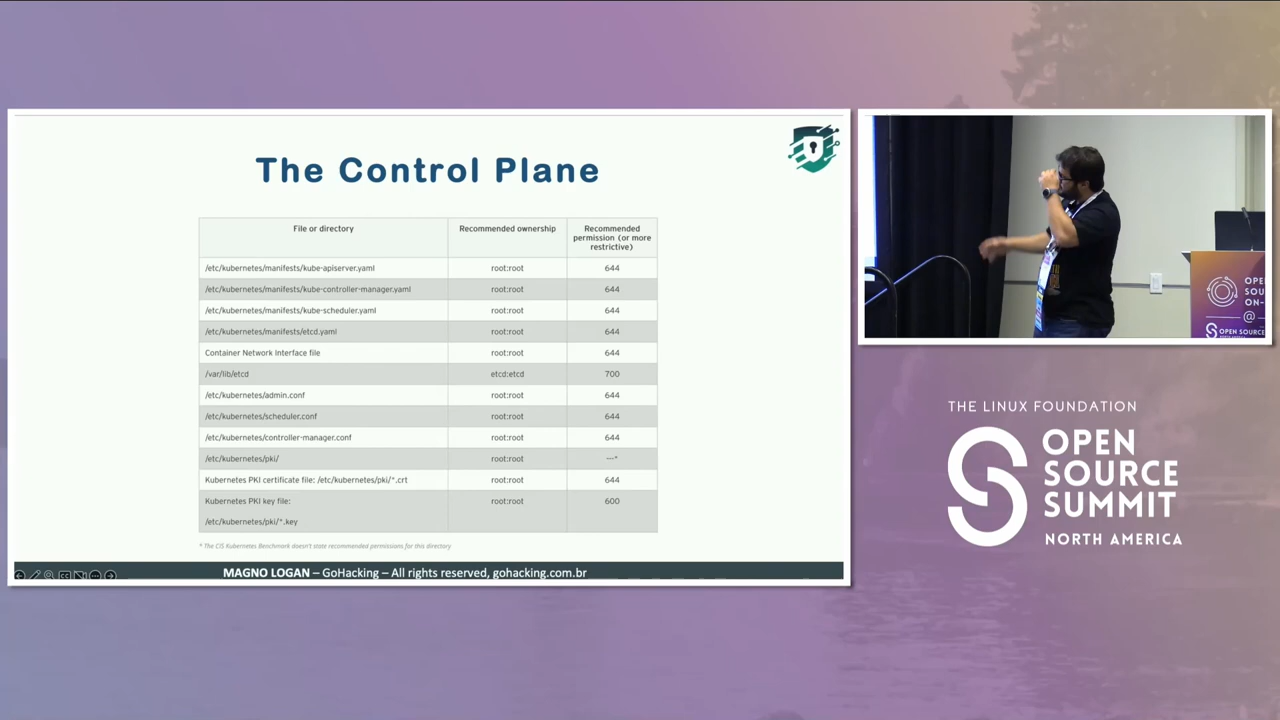 The Control Plane
File or directory Recommended ownership Recommended permission (or more restrictive)
/etc/kubernetes/manifests/kube-apiserver.yaml root:root 644
/etc/kubernetes/manifests/kube-controller-manager.yaml root:root 644
/etc/kubernetes/manifests/kube-scheduler.yaml root:root 644
/etc/kubernetes/manifests/etcd.yaml root:root 644
Container Network Interface file root:root 644
/var/lib/etcd etcd:etcd 700
/etc/kubernetes/admin.conf root:root 644
/etc/kubernetes/scheduler.conf root:root 644
/etc/kubernetes/controller-manager.conf root:root 644
/etc/kubernetes/pki/ root:root ---*
Kubernetes PKI certificate file: /etc/kubernetes/pki/*.crt root:root 644
Kubernetes PKI key file: root:root 600
/etc/kubernetes/pki/*.key
* The CIS Kubernetes Benchmark doesn't state recommended permissions for this directory
MAGNO LOGAN – GoHacking – All rights reserved, gohacking.com.br
OPE
SOU
ON-
@
OPEN SOURCE
THE LINUX FOUNDATION
OPEN
SOURCE
SUMMIT
NORTH AMERICA